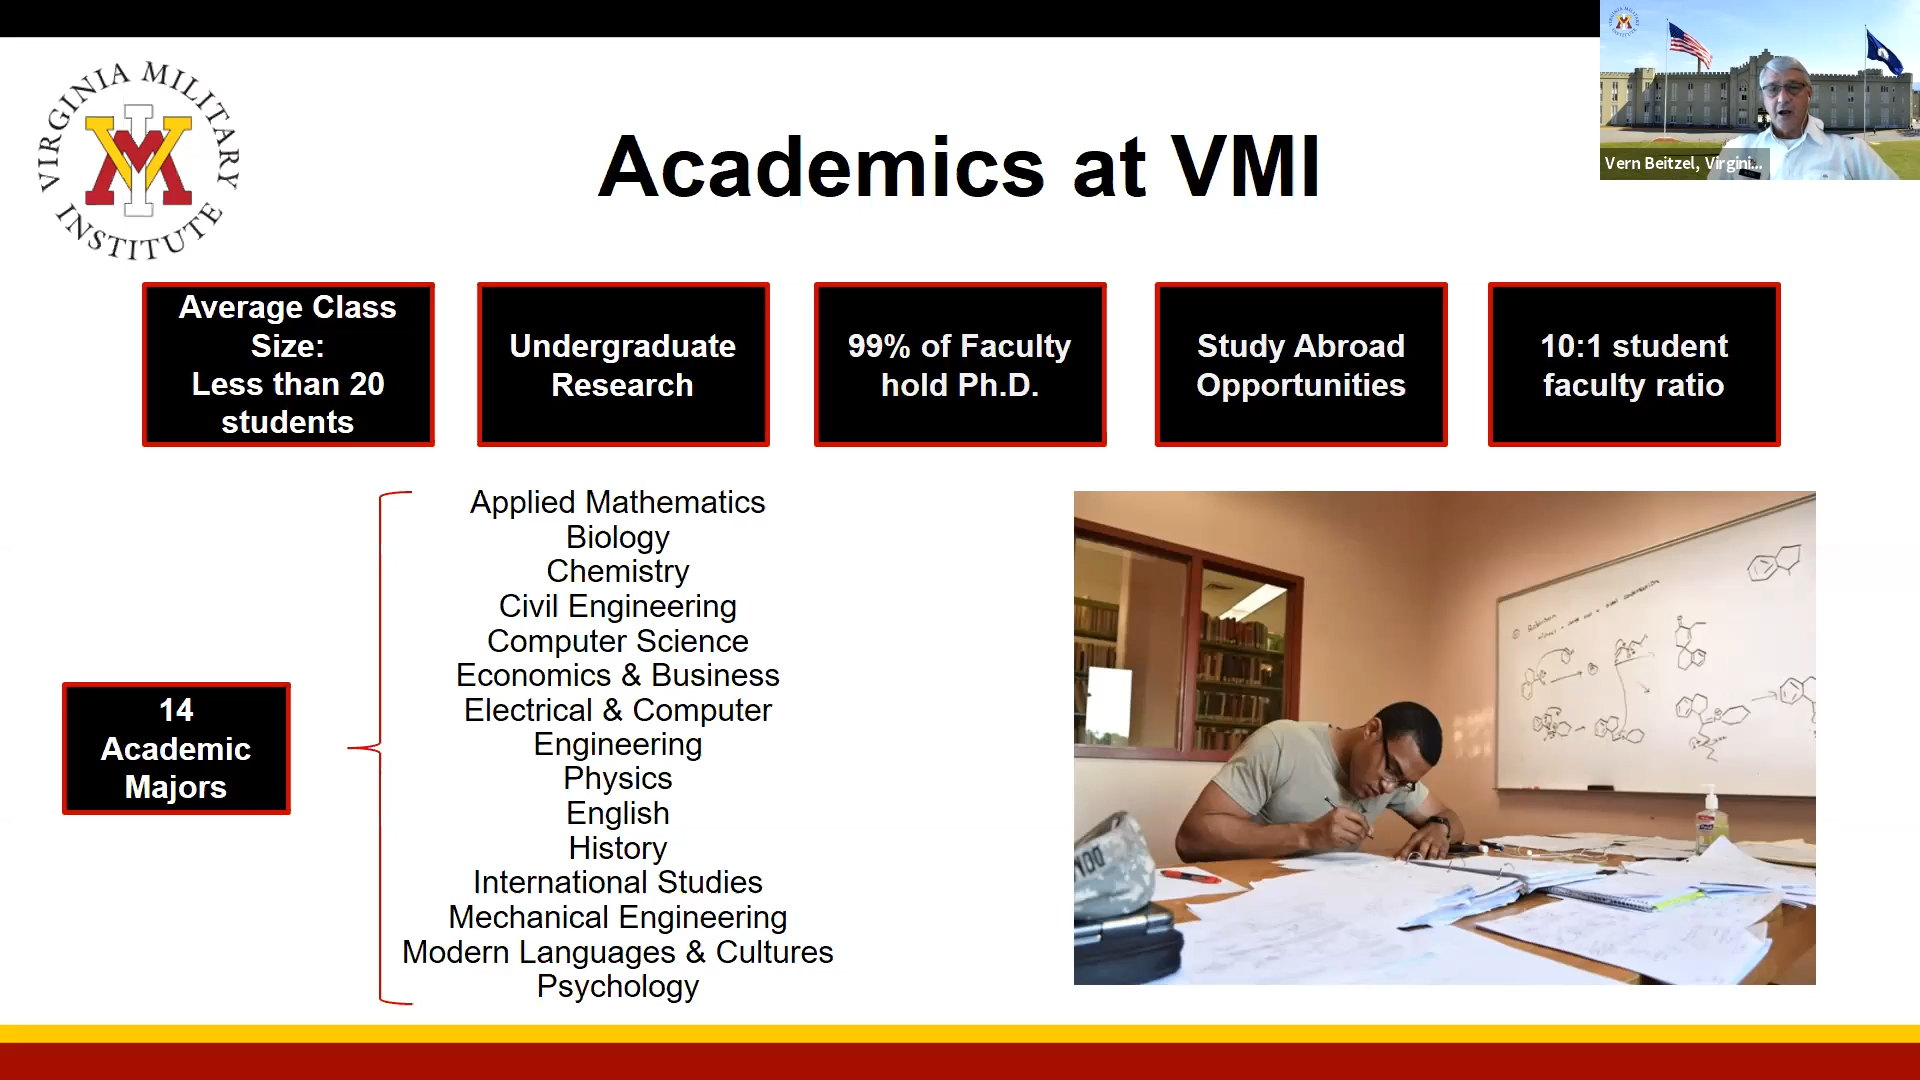 VIRGINIA MILITARY
INSTITUTE
Academics at VMI
Vern Beitzel, Virgini...
Average Class
Size:
Less than 20
students
Undergraduate
Research
99% of Faculty
hold Ph.D.
Study Abroad
Opportunities
10:1 student
faculty ratio
14
Academic
Majors
Applied Mathematics
Biology
Chemistry
Civil Engineering
Computer Science
Economics & Business
Electrical & Computer
Engineering
Physics
English
History
International Studies
Mechanical Engineering
Modern Languages & Cultures
Psychology